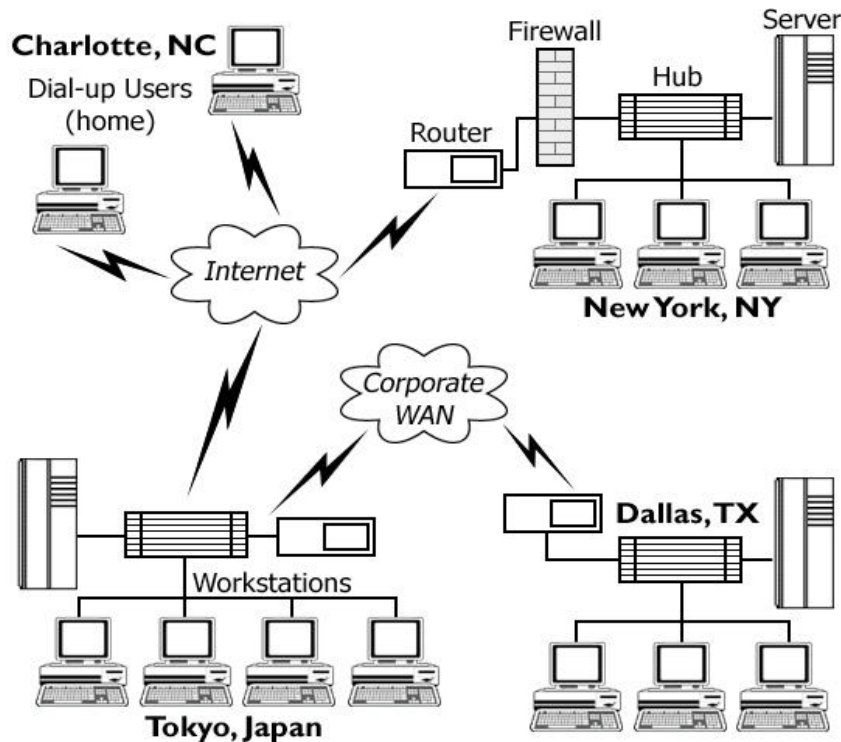 Charlotte, NC
Dial-up Users
(home)
Firewall
Server
Hub
Router
Internet
New York, NY
Corporate
WAN
Dallas, TX
Workstations
Tokyo, Japan